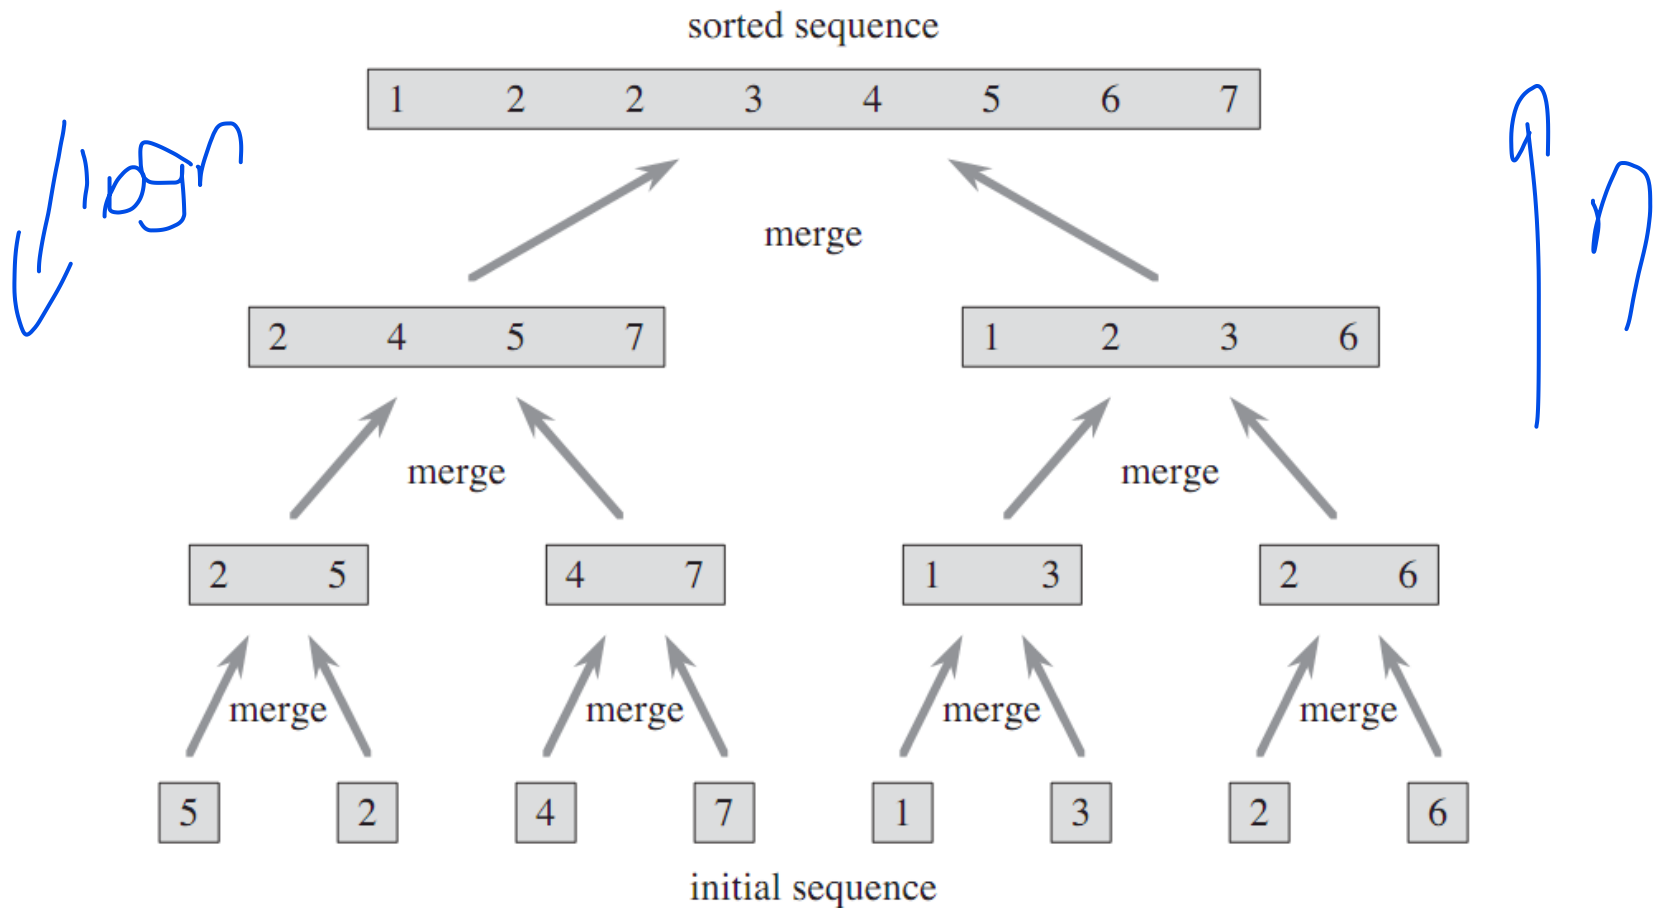 sorted sequence
1 2 2 3 4 5 6 7
logn
n
merge
2 4 5 7
1 2 3 6
merge
merge
2 5
4 7
1 3
2 6
merge
merge
merge
merge
5
2
4
7
1
3
2
6
initial sequence